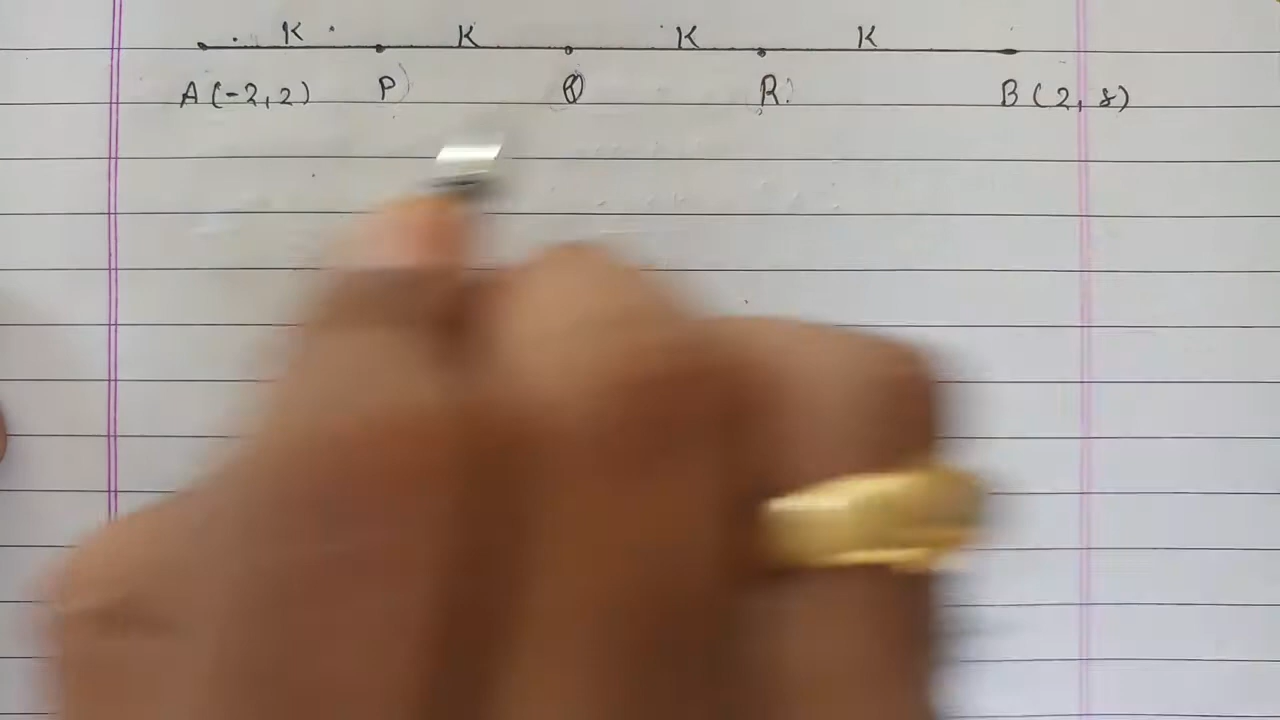 K K K K
A (-2,2) P) Q R. B (2, 8)